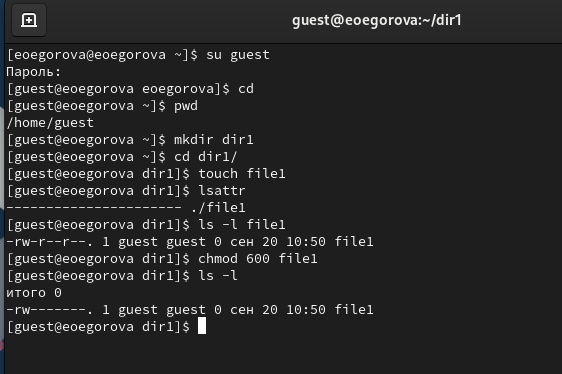 guest@eoegorova:~/dir1
[eoegorova@eoegorova ~]$ su guest
Пароль:
[guest@eoegorova eoegorova]$ cd
[guest@eoegorova ~]$ pwd
/home/guest
[guest@eoegorova ~]$ mkdir dir1
[guest@eoegorova ~]$ cd dir1/
[guest@eoegorova dir1]$ touch file1
[guest@eoegorova dir1]$ lsattr
---------------------- ./file1
[guest@eoegorova dir1]$ ls -l file1
-rw-r--r--. 1 guest guest 0 сен 20 10:50 file1
[guest@eoegorova dir1]$ chmod 600 file1
[guest@eoegorova dir1]$ ls -l
итого 0
-rw-------. 1 guest guest 0 сен 20 10:50 file1
[guest@eoegorova dir1]$